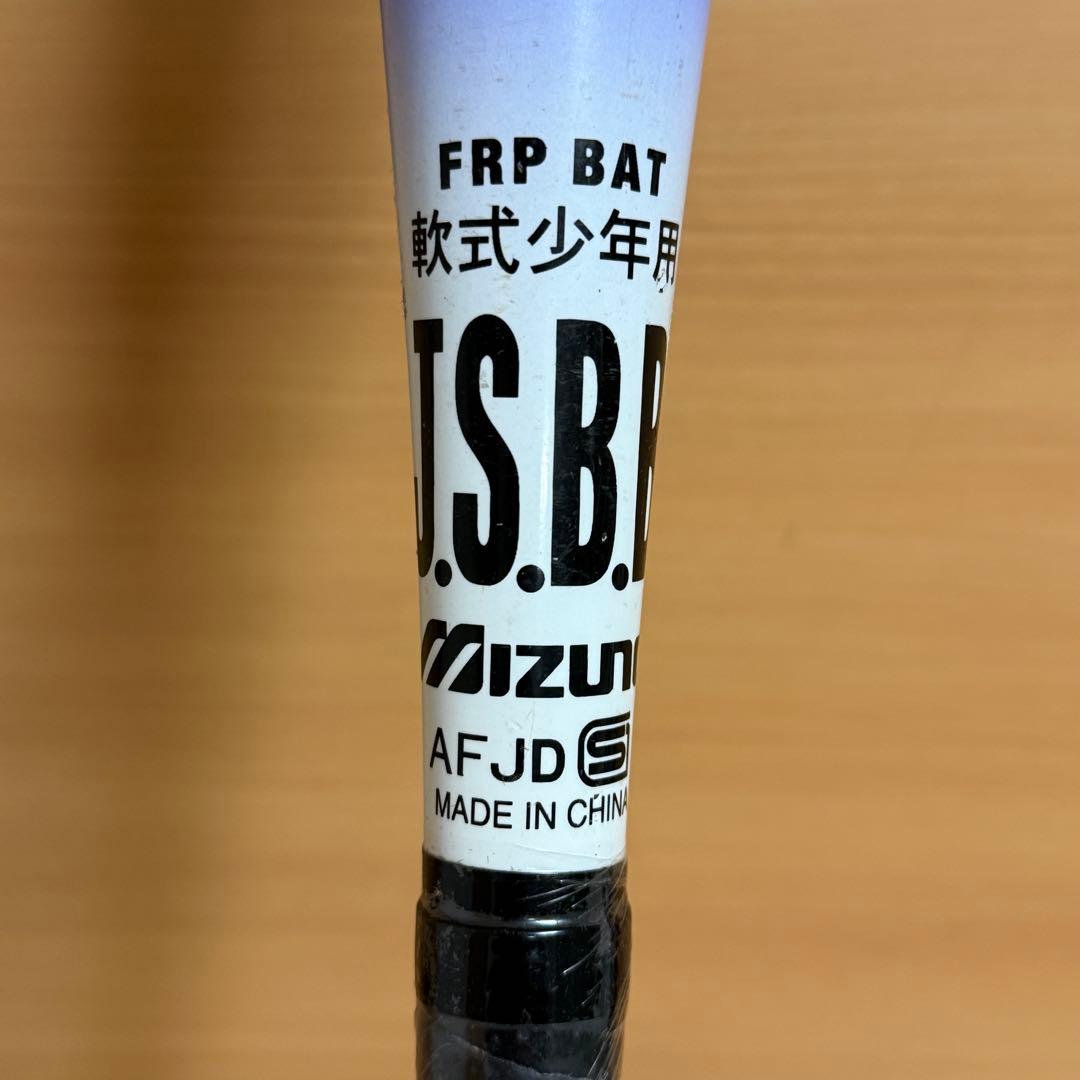 FRP BAT
軟式少年用
J.S.B.B
MIZUNO
AFJD S
MADE IN CHINA